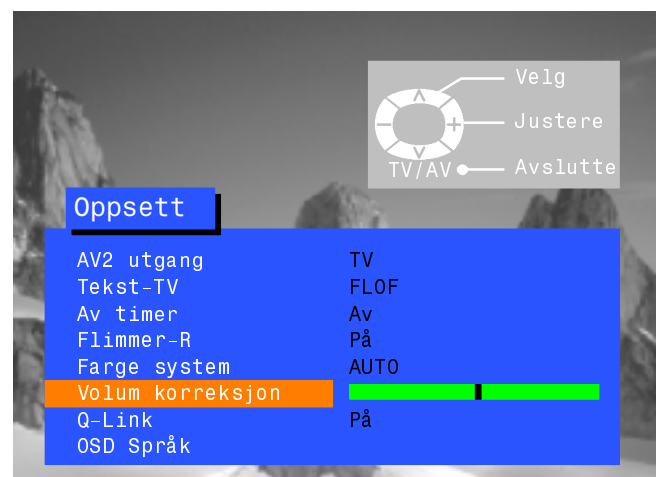 Velg
Justere
TV/AV Avslutte
Oppsett
AV2 utgang TV
Tekst-TV FLOF
Av timer Av
Flimmer-R På
Farge system AUTO
Volum korreksjon
Q-Link På
OSD Språk